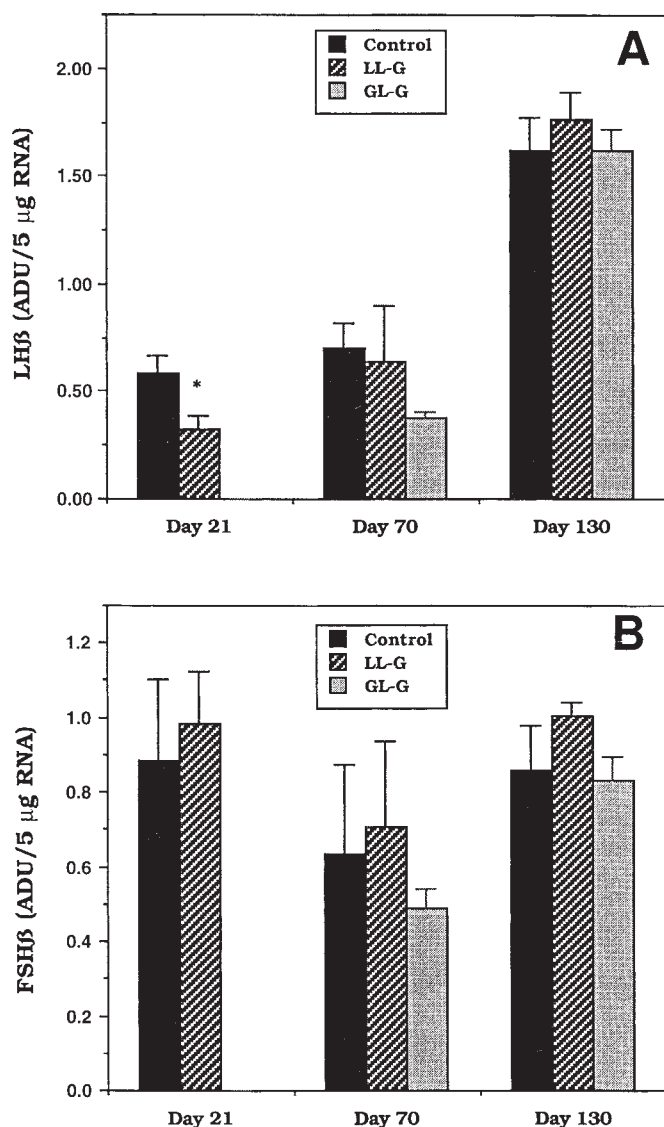 A
Control
LL-G
GL-G
2.00
1.50
1.00
0.50
0.00
LHß (ADU/5 µg RNA)
*
Day 21 Day 70 Day 130
B
Control
LL-G
GL-G
1.2
1.0
0.8
0.6
0.4
0.2
0.0
FSHß (ADU/5 µg RNA)
Day 21 Day 70 Day 130